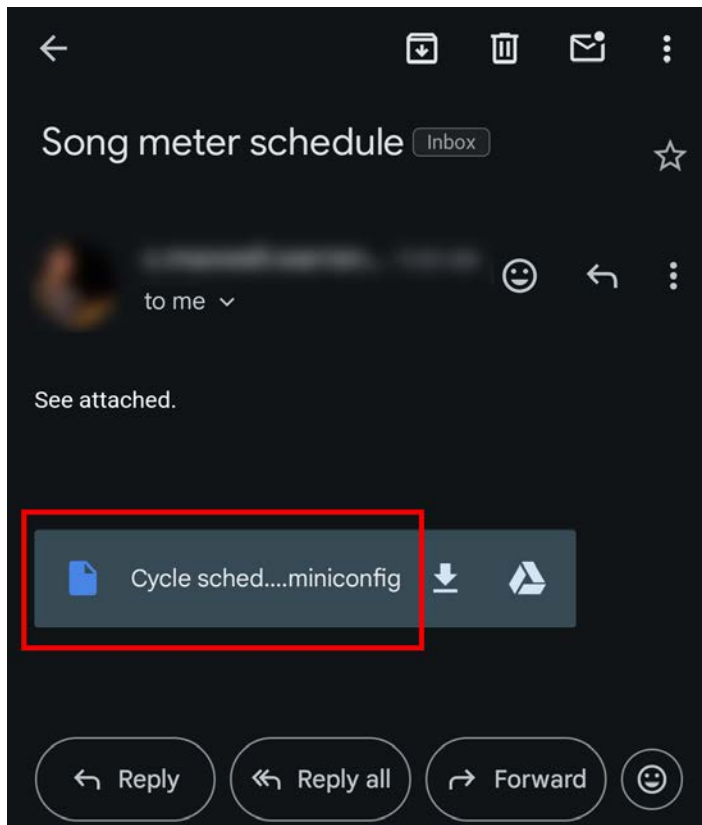 Song meter schedule Inbox
to me
See attached.
Cycle sched....miniconfig
Reply Reply all Forward